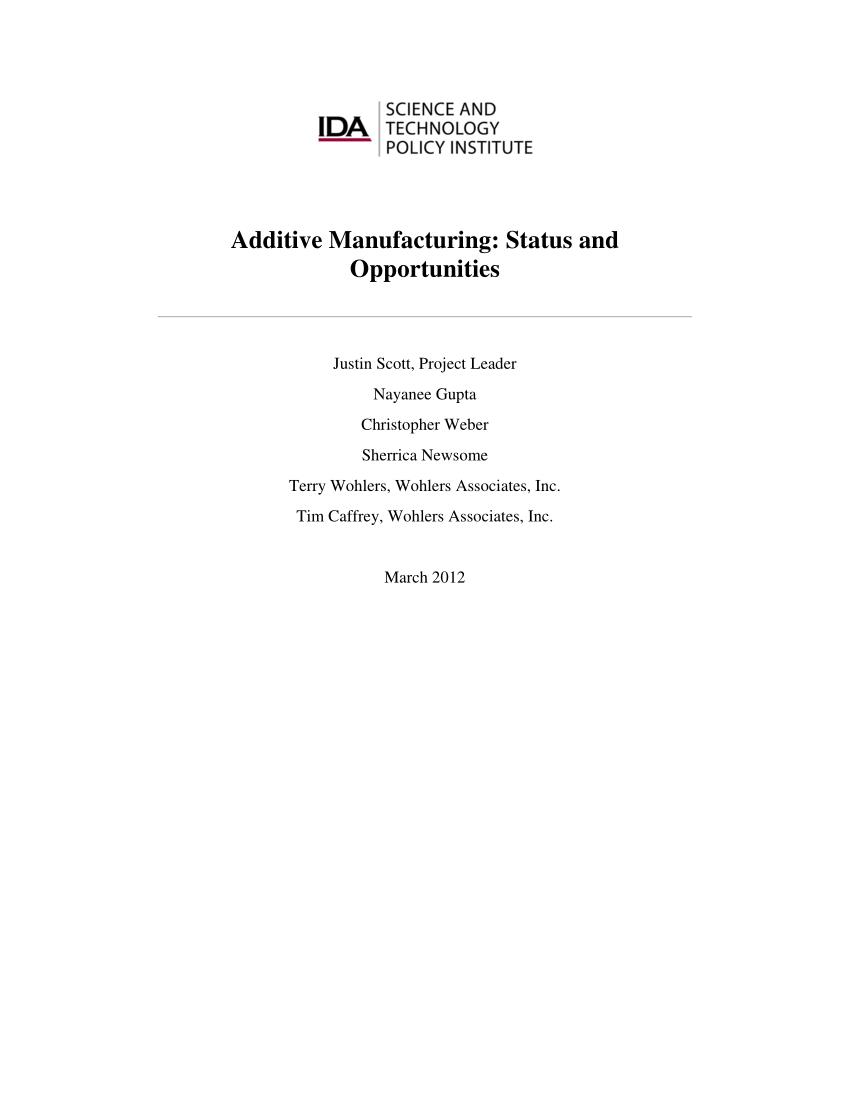 IDA
SCIENCE AND
TECHNOLOGY
POLICY INSTITUTE
Additive Manufacturing: Status and
Opportunities
Justin Scott, Project Leader
Nayanee Gupta
Christopher Weber
Sherrica Newsome
Terry Wohlers, Wohlers Associates, Inc.
Tim Caffrey, Wohlers Associates, Inc.
March 2012